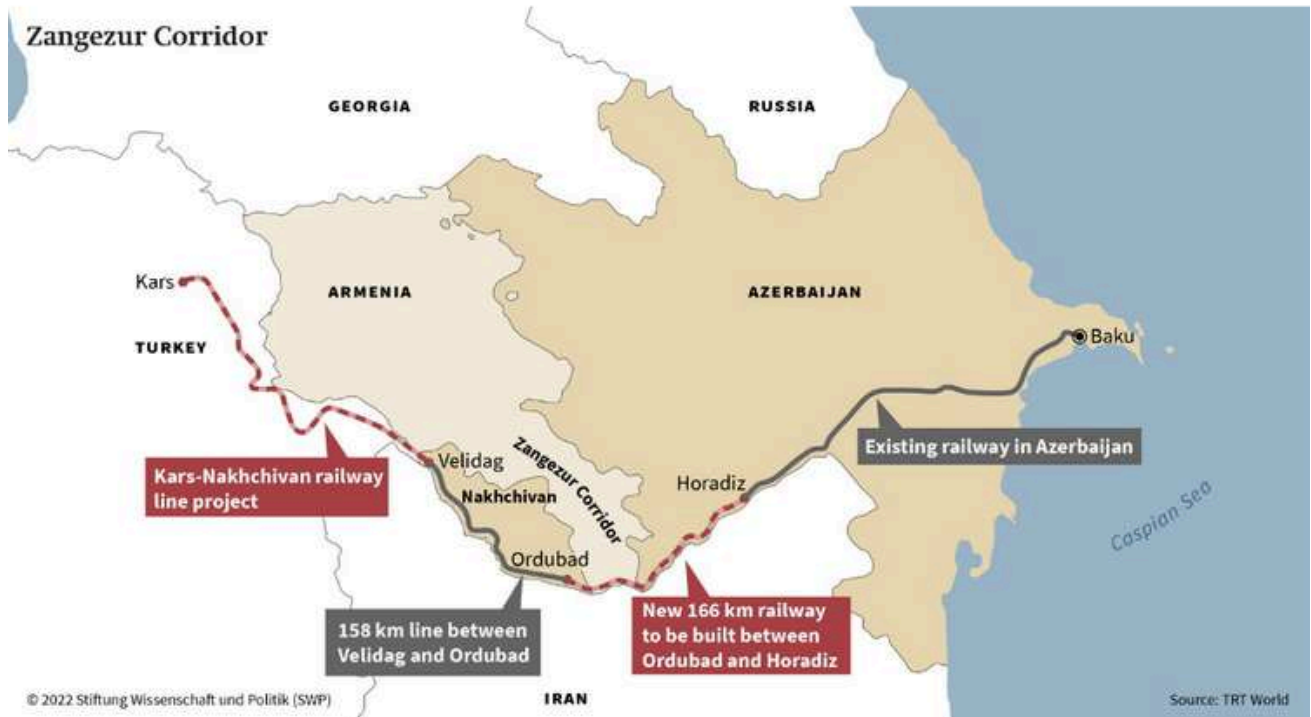 Zangezur Corridor
GEORGIA
RUSSIA
Kars
ARMENIA
AZERBAIJAN
TURKEY
Baku
Existing railway in Azerbaijan
Velidag
Zangezur Corridor
Kars-Nakhchivan railway
line project
Nakhchivan
Horadiz
Caspian Sea
Ordubad
158 km line between
Velidag and Ordubad
New 166 km railway
to be built between
Ordubad and Horadiz
© 2022 Stiftung Wissenschaft und Politik (SWP)
IRAN
Source: TRT World